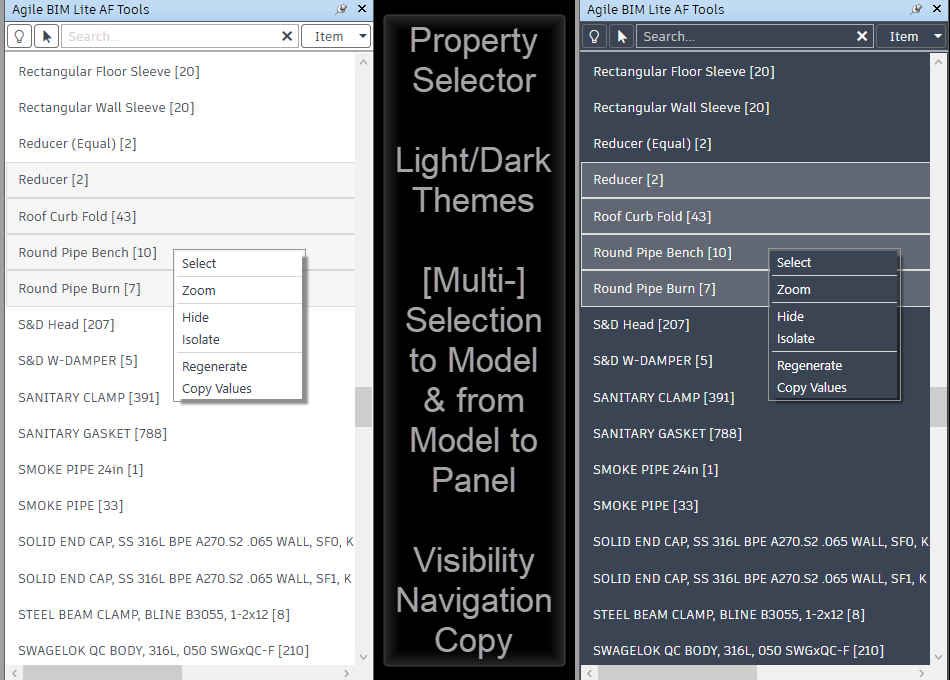 Agile BIM Lite AF Tools
Search...
Item
Rectangular Floor Sleeve [20]
Rectangular Wall Sleeve [20]
Reducer (Equal) [2]
Reducer [2]
Roof Curb Fold [43]
Round Pipe Bench [10]
Round Pipe Burn [7]
S&D Head [207]
S&D W-DAMPER [5]
SANITARY CLAMP [391]
SANITARY GASKET [788]
SMOKE PIPE 24in [1]
SMOKE PIPE [33]
SOLID END CAP, SS 316L BPE A270.S2 .065 WALL, SF0, K
SOLID END CAP, SS 316L BPE A270.S2 .065 WALL, SF1, K
STEEL BEAM CLAMP, BLINE B3055, 1-2x12 [8]
SWAGELOK QC BODY, 316L, 050 SWGxQC-F [210]
Select
Zoom
Hide
Isolate
Regenerate
Copy Values
Property
Selector
Light/Dark
Themes
[Multi-]
Selection
to Model
& from
Model to
Panel
Visibility
Navigation
Copy
Agile BIM Lite AF Tools
Search...
Item
Rectangular Floor Sleeve [20]
Rectangular Wall Sleeve [20]
Reducer (Equal) [2]
Reducer [2]
Roof Curb Fold [43]
Round Pipe Bench [10]
Round Pipe Burn [7]
S&D Head [207]
S&D W-DAMPER [5]
SANITARY CLAMP [391]
SANITARY GASKET [788]
SMOKE PIPE 24in [1]
SMOKE PIPE [33]
SOLID END CAP, SS 316L BPE A270.S2 .065 WALL, SF0, K
SOLID END CAP, SS 316L BPE A270.S2 .065 WALL, SF1, K
STEEL BEAM CLAMP, BLINE B3055, 1-2x12 [8]
SWAGELOK QC BODY, 316L, 050 SWGxQC-F [210]
Select
Zoom
Hide
Isolate
Regenerate
Copy Values